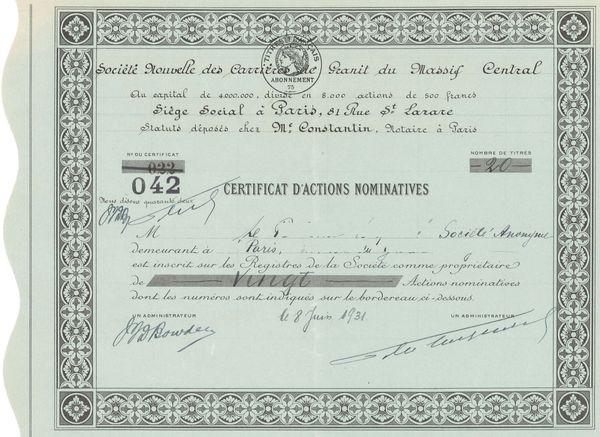 TITRES
ABONNEMENT
75
Société Nouvelle des Carrières de Granit du Massif Central
Au capital de 4.000.000, divisé en 8.000 actions de 500 francs
Siège Social à Paris, 81 Rue St Lazare
Statuts déposés chez Me Constantin, Notaire à Paris
NO DU CERTIFICAT
022
042
NOMBRE DE TITRES
20
Nous disons quarante deux
CERTIFICAT D'ACTIONS NOMINATIVES
M Société Anonyme
demeurant à Paris,
est inscrit sur les Registres de la Société comme propriétaire
de Vingt Actions nominatives
dont les numéros sont indiqués sur le bordereau ci-dessous.
UN ADMINISTRATEUR
le 8 Juin 1931
UN ADMINISTRATEUR
Bowden